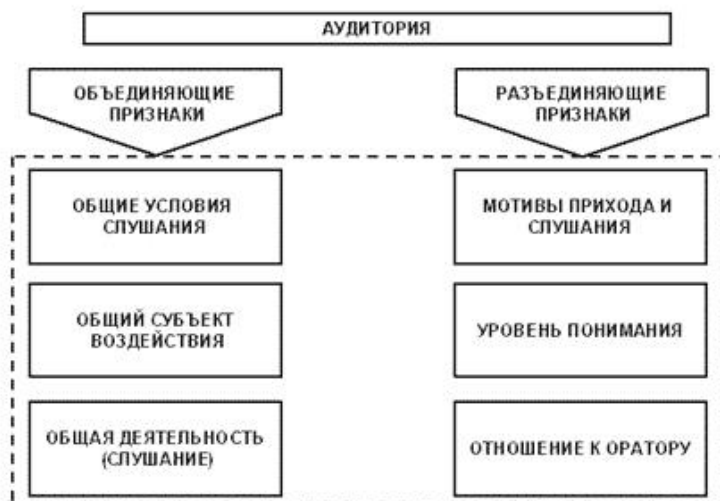 АУДИТОРИЯ
ОБЪЕДИНЯЮЩИЕ
ПРИЗНАКИ
РАЗЪЕДИНЯЮЩИЕ
ПРИЗНАКИ
ОБЩИЕ УСЛОВИЯ
СЛУШАНИЯ
МОТИВЫ ПРИХОДА И
СЛУШАНИЯ
ОБЩИЙ СУБЪЕКТ
ВОЗДЕЙСТВИЯ
УРОВЕНЬ ПОНИМАНИЯ
ОБЩАЯ ДЕЯТЕЛЬНОСТЬ
(СЛУШАНИЕ)
ОТНОШЕНИЕ К ОРАТОРУ